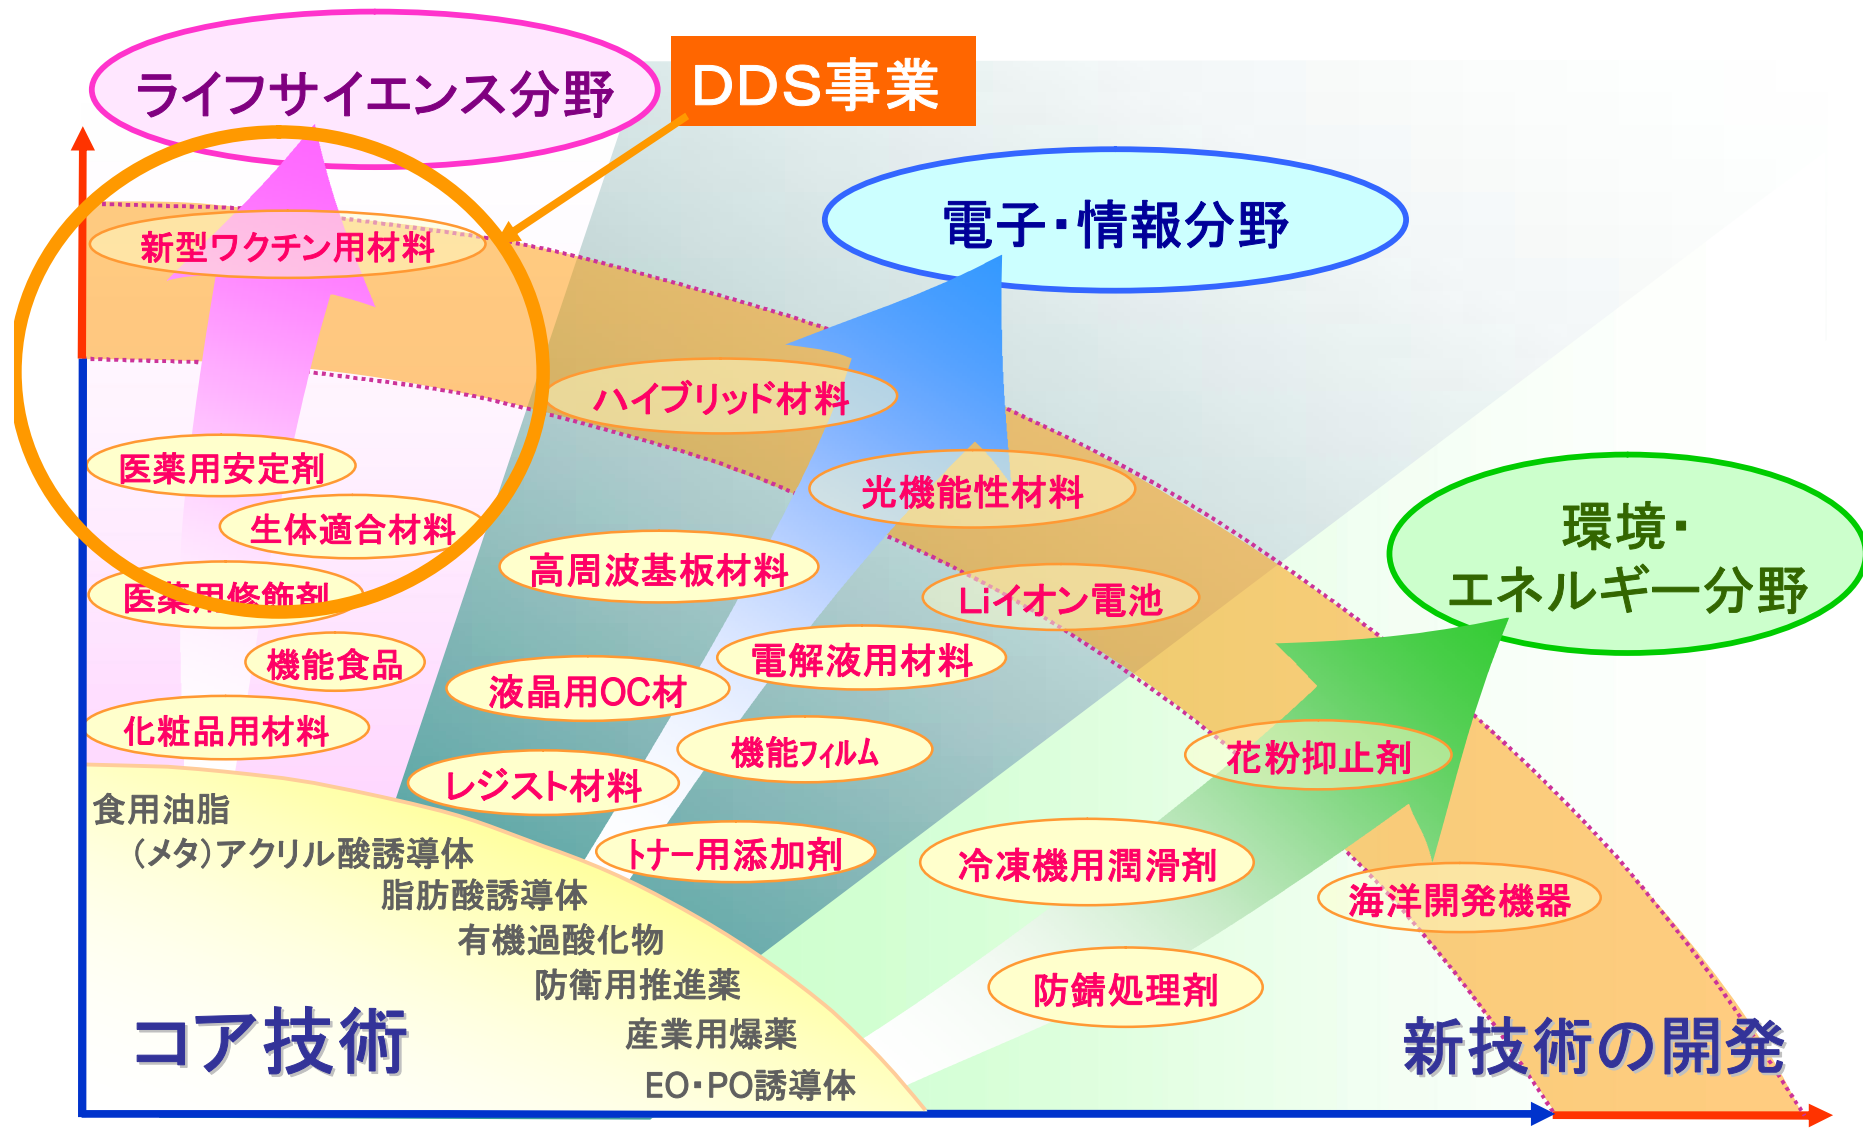 ライフサイエンス分野
DDS事業
電子・情報分野
新型ワクチン用材料
ハイブリッド材料
医薬用安定剤
光機能性材料
生体適合材料
環境・
エネルギー分野
高周波基板材料
医薬用修飾剤
Liイオン電池
機能食品
電解液用材料
液晶用OC材
化粧品用材料
機能フィルム
花粉抑止剤
レジスト材料
食用油脂
（メタ）アクリル酸誘導体
トナー用添加剤
冷凍機用潤滑剤
脂肪酸誘導体
海洋開発機器
有機過酸化物
防衛用推進薬
防錆処理剤
コア技術
産業用爆薬
新技術の開発
EO・PO誘導体